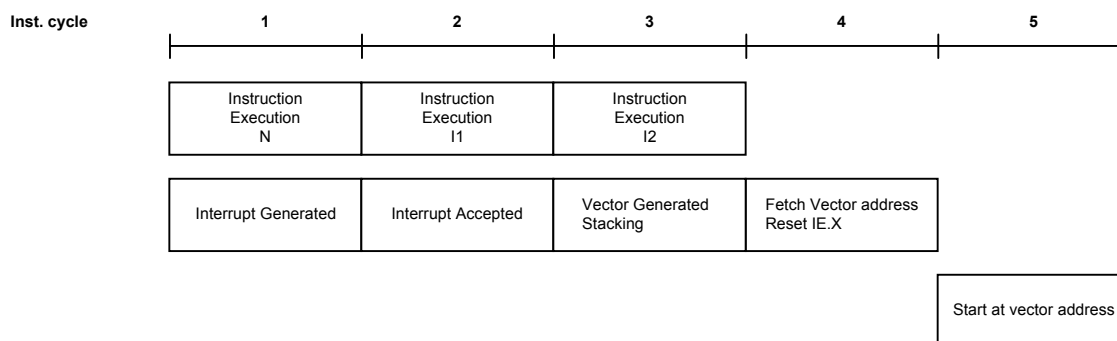 Inst. cycle 1 2 3 4 5
Instruction
Execution
N
Instruction
Execution
I1
Instruction
Execution
I2
Interrupt Generated
Interrupt Accepted
Vector Generated
Stacking
Fetch Vector address
Reset IE.X
Start at vector address